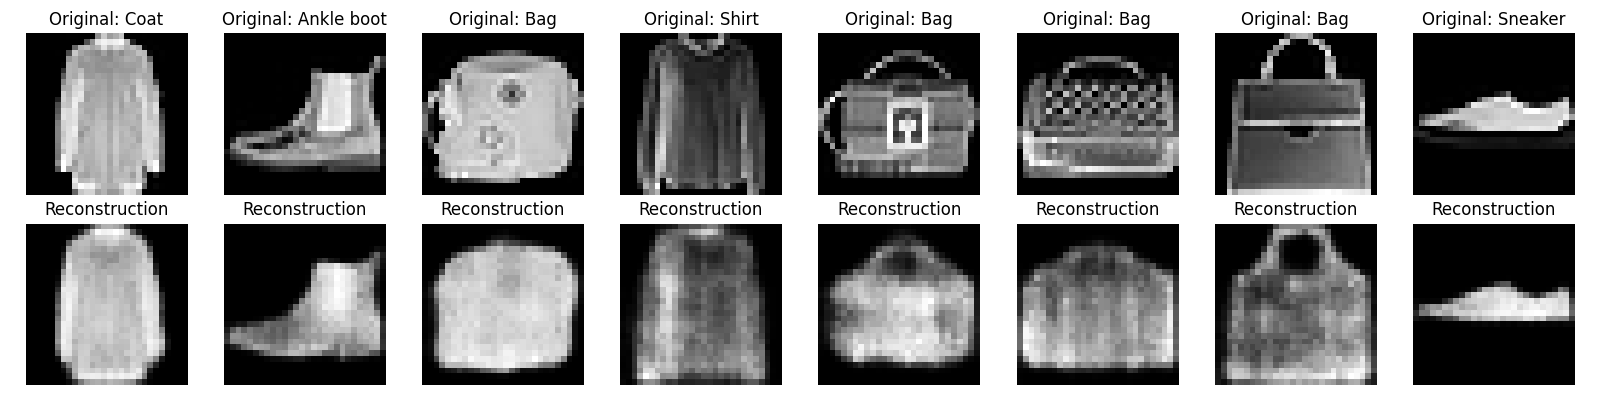 Original: Coat Original: Ankle boot Original: Bag Original: Shirt Original: Bag Original: Bag Original: Bag Original: Sneaker
Reconstruction Reconstruction Reconstruction Reconstruction Reconstruction Reconstruction Reconstruction Reconstruction